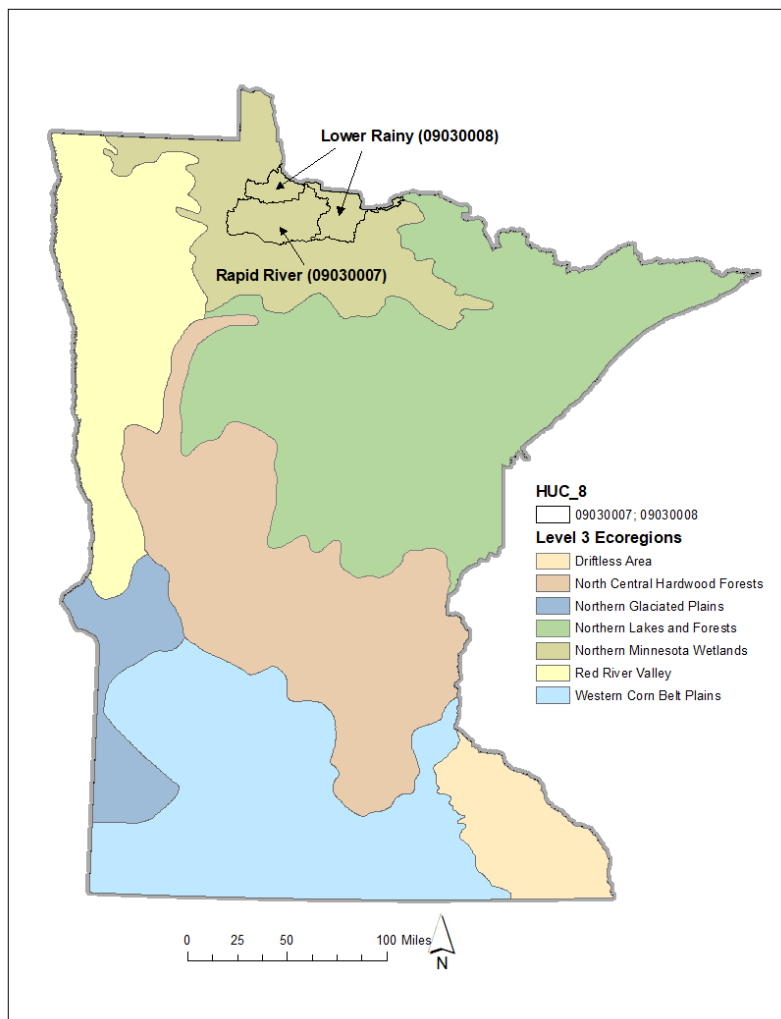 Lower Rainy (09030008)
Rapid River (09030007)
HUC_8
09030007; 09030008
Level 3 Ecoregions
Driftless Area
North Central Hardwood Forests
Northern Glaciated Plains
Northern Lakes and Forests
Northern Minnesota Wetlands
Red River Valley
Western Corn Belt Plains
0 25 50 100 Miles
N